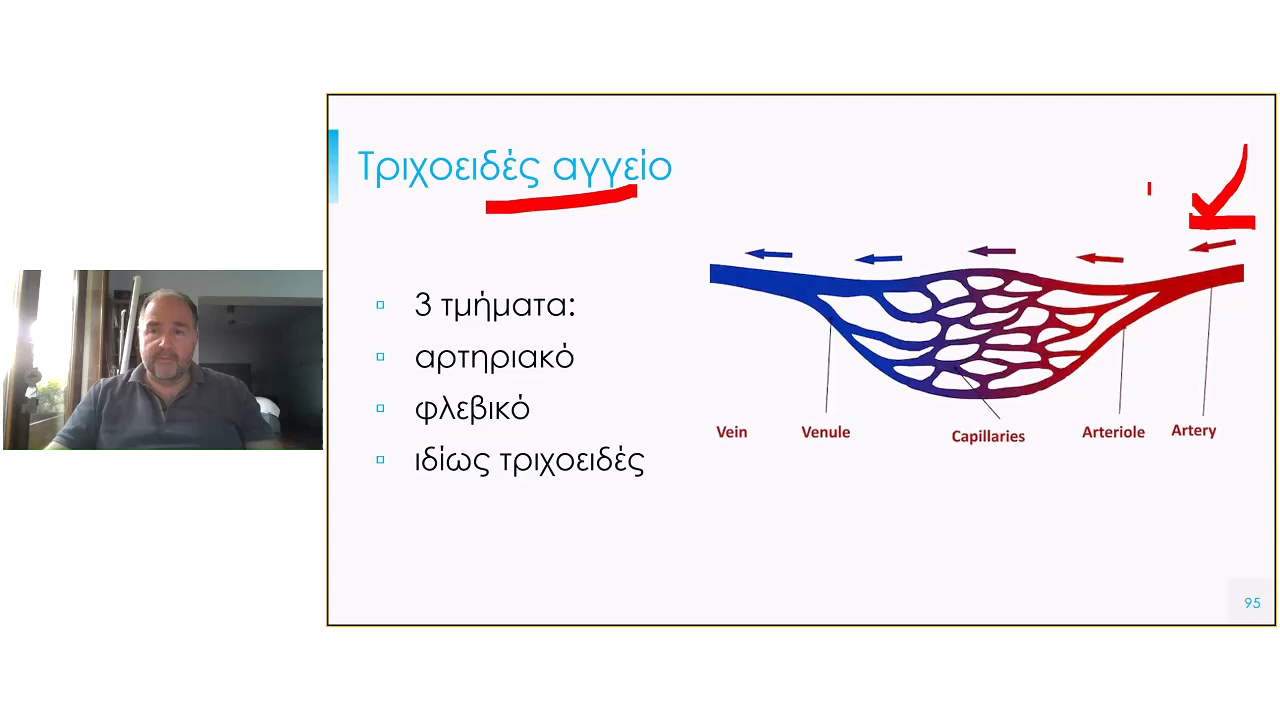 Τριχοειδές αγγείο
3 τμήματα:
αρτηριακό
φλεβικό
ιδίως τριχοειδές
Vein
Venule
Capillaries
Arteriole
Artery
95